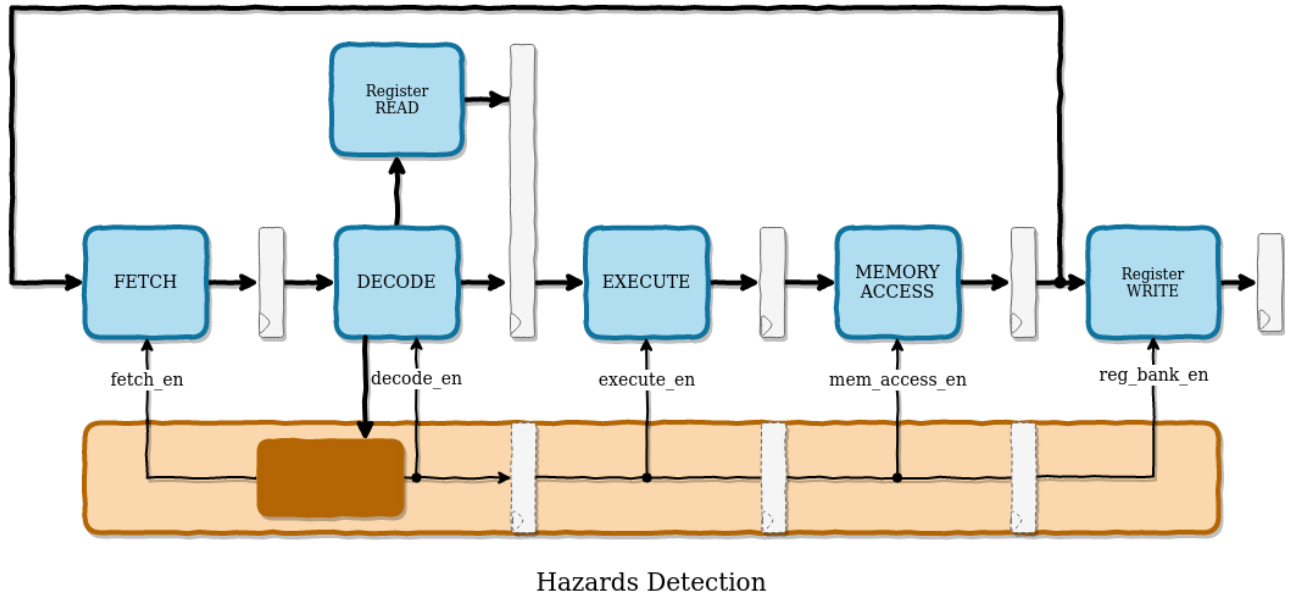 Register
READ
FETCH
DECODE
EXECUTE
MEMORY
ACCESS
Register
WRITE
fetch_en
decode_en
execute_en
mem_access_en
reg_bank_en
Hazards Detection